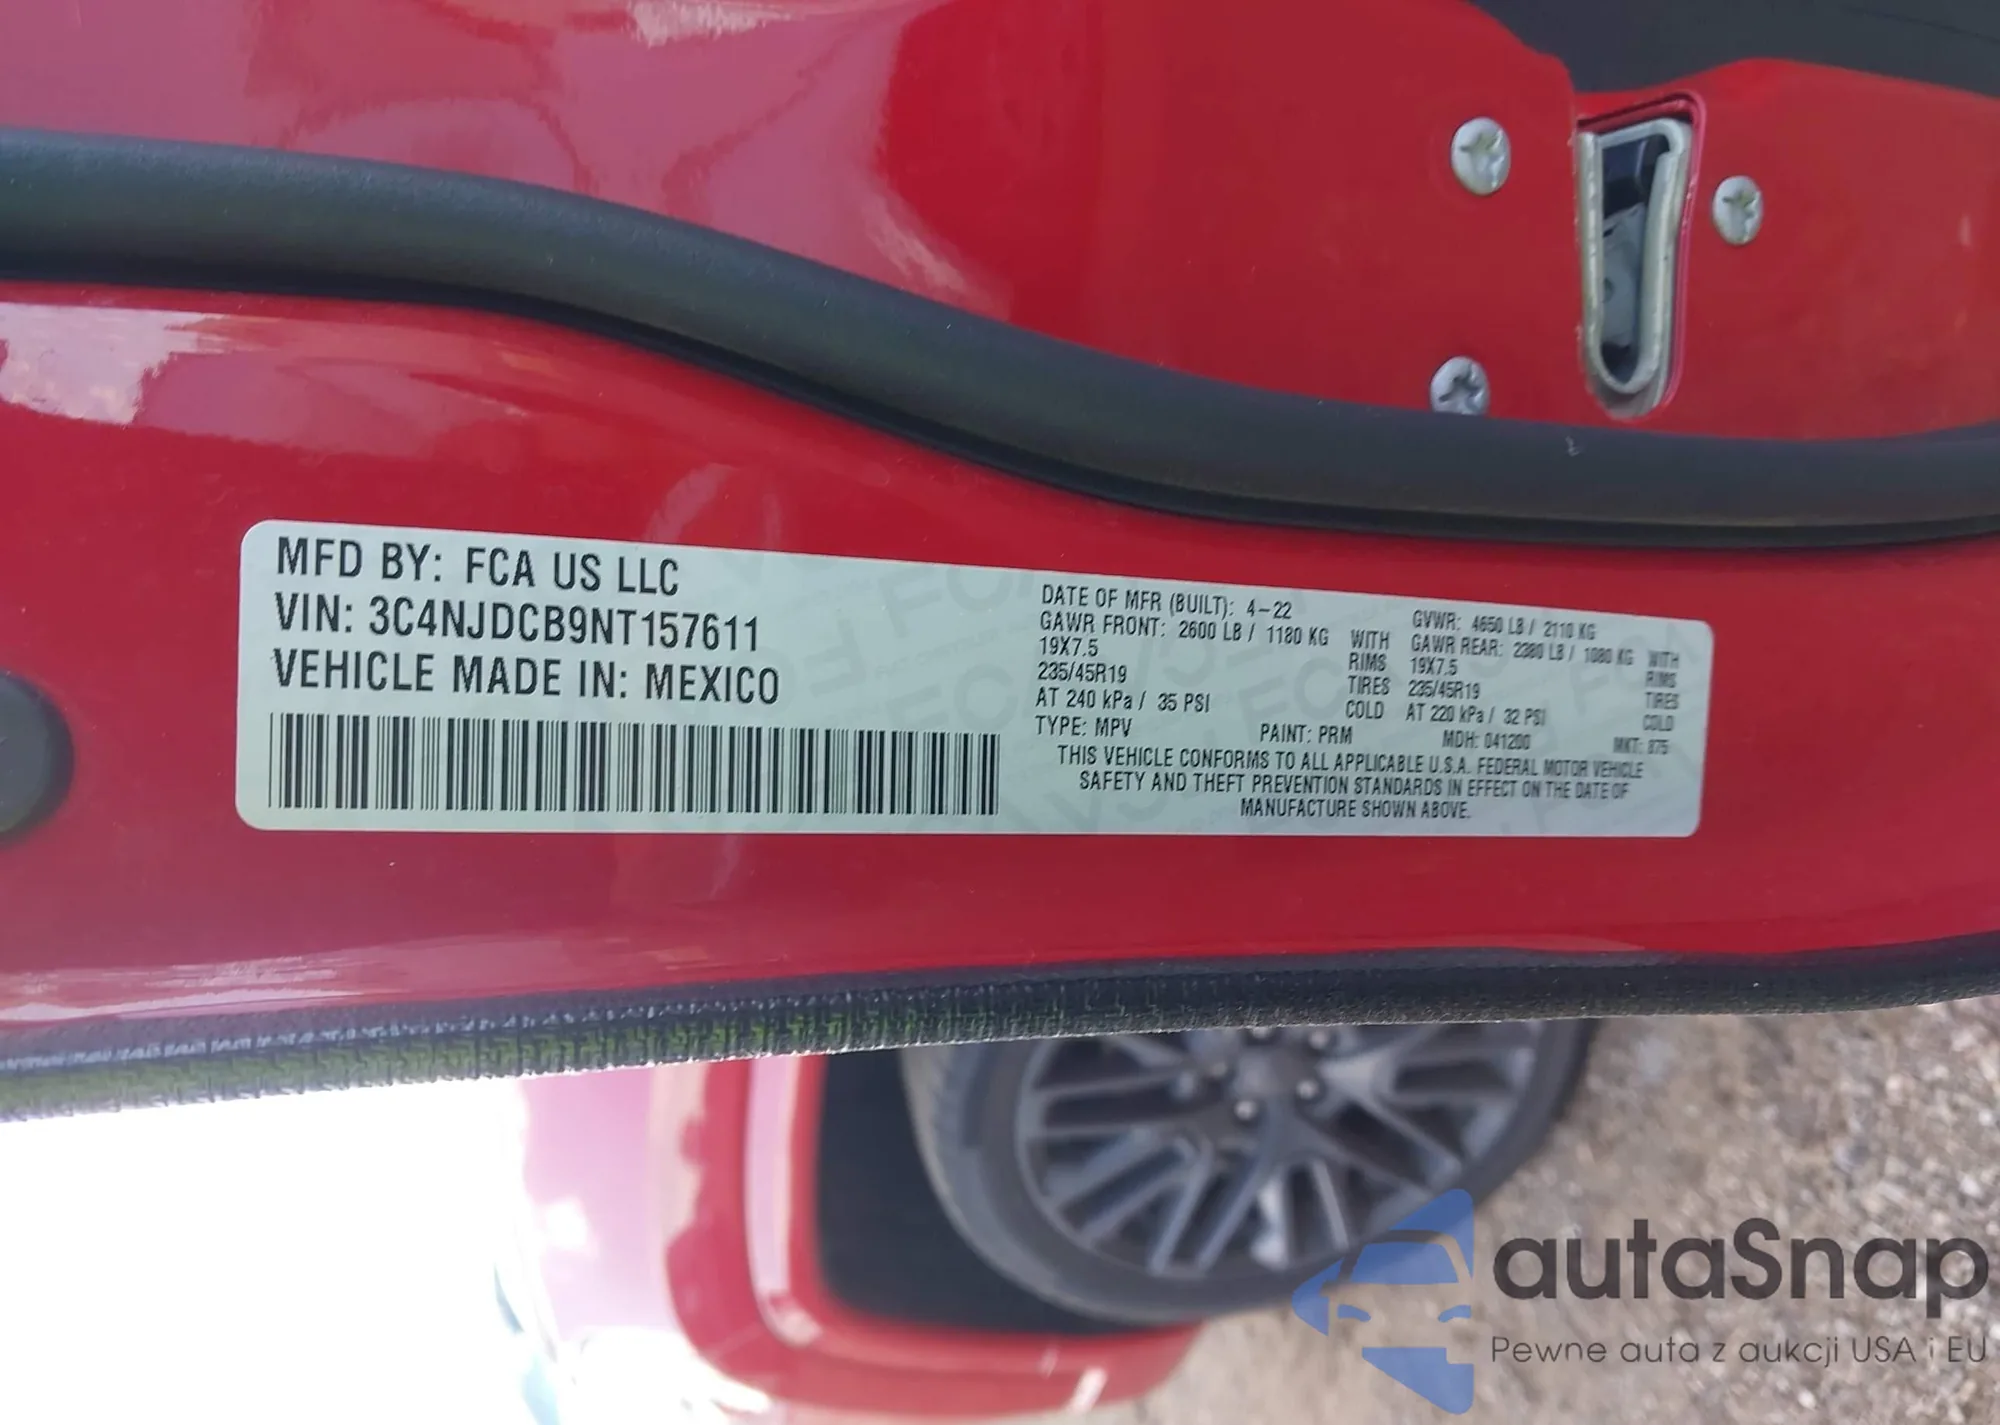 MFD BY: FCA US LLC
VIN: 3C4NJDCB9NT157611
VEHICLE MADE IN: MEXICO
DATE OF MFR (BUILT): 4-22 GVWR: 4650 LB / 2110 KG
GAWR FRONT: 2600 LB / 1180 KG WITH GAWR REAR: 2380 LB / 1080 KG WITH
19X7.5 RIMS 19X7.5 RIMS
235/45R19 TIRES 235/45R19 TIRES
AT 240 kPa / 35 PSI COLD AT 220 kPa / 32 PSI COLD
TYPE: MPV PAINT: PRM MDH: 041200 MKT: 875
THIS VEHICLE CONFORMS TO ALL APPLICABLE U.S.A. FEDERAL MOTOR VEHICLE
SAFETY AND THEFT PREVENTION STANDARDS IN EFFECT ON THE DATE OF
MANUFACTURE SHOWN ABOVE.
autaSnap
Pewne auta z aukcji USA i EU